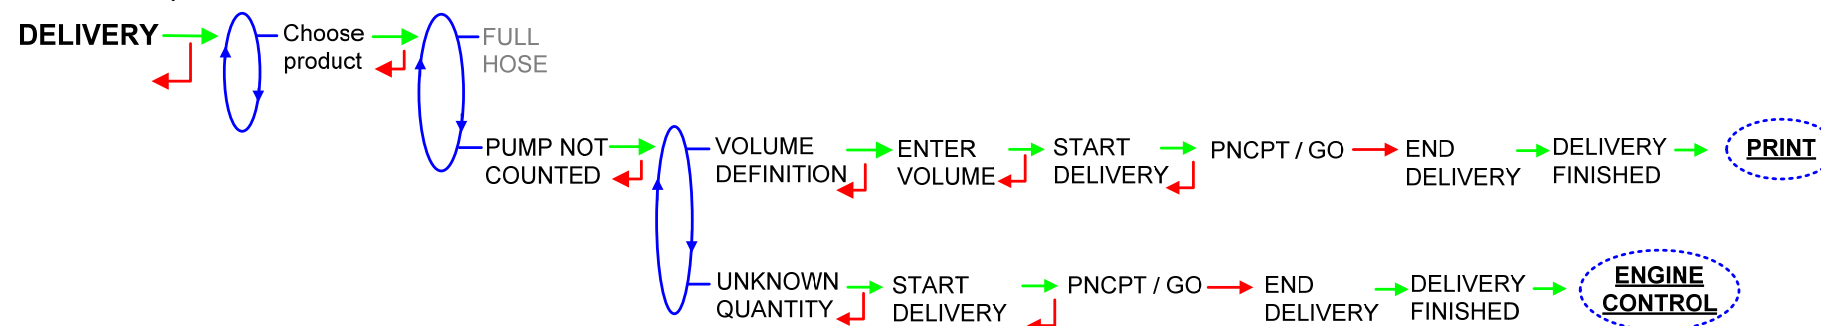 DELIVERY
Choose
product
FULL
HOSE
PUMP NOT
COUNTED
VOLUME
DEFINITION
ENTER
VOLUME
START
DELIVERY
PNCPT / GO
END
DELIVERY
DELIVERY
FINISHED
PRINT
UNKNOWN
QUANTITY
START
DELIVERY
PNCPT / GO
END
DELIVERY
DELIVERY
FINISHED
ENGINE
CONTROL